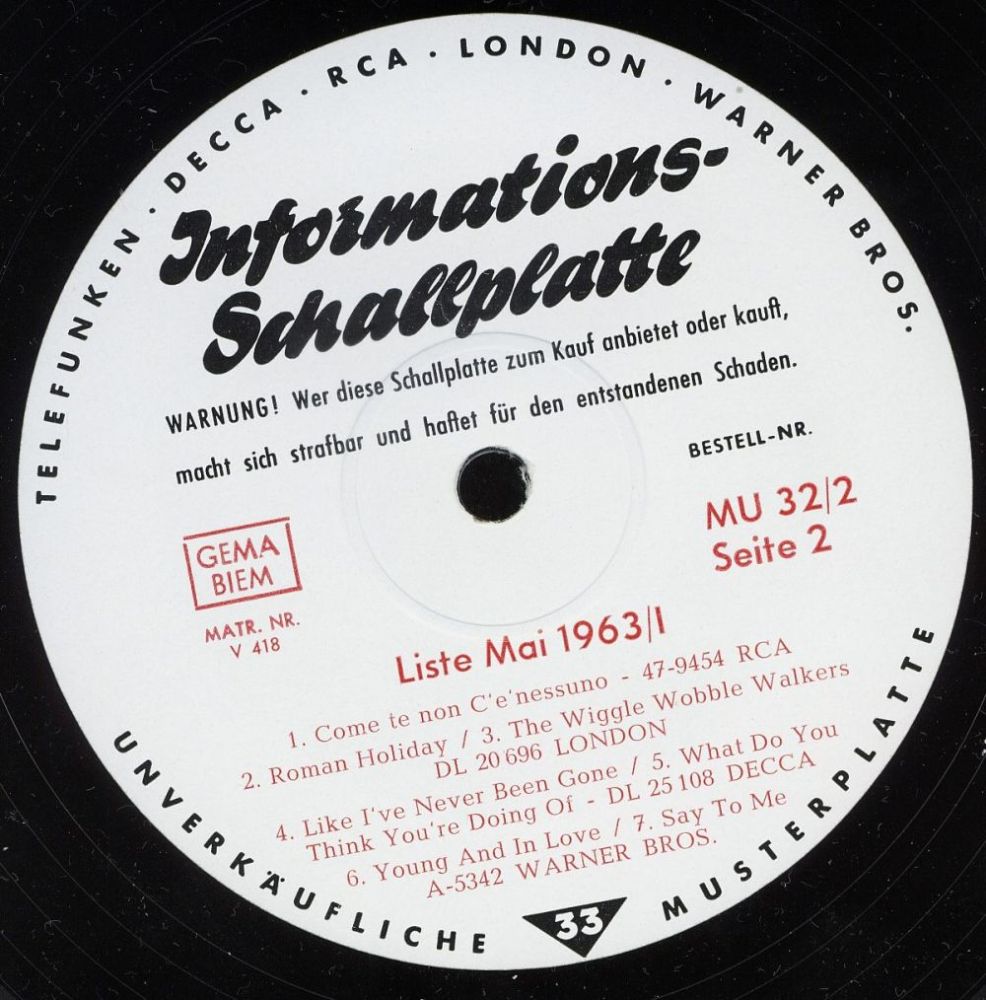 TELEFUNKEN · DECCA · RCA · LONDON · WARNER BROS.
Informations-
Schallplatte
WARNUNG! Wer diese Schallplatte zum Kauf anbietet oder kauft,
macht sich strafbar und haftet für den entstandenen Schaden.
BESTELL-NR.
MU 32/2
Seite 2
GEMA
BIEM
MATR. NR.
V 418
Liste Mai 1963/I
1. Come te non C'e'nessuno - 47-9454 RCA
2. Roman Holiday / 3. The Wiggle Wobble Walkers
DL 20 696 LONDON
4. Like I've Never Been Gone / 5. What Do You
Think You're Doing Of - DL 25 108 DECCA
6. Young And In Love / 7. Say To Me
A-5342 WARNER BROS.
UNVERKÄUFLICHE 33 MUSTERPLATTE